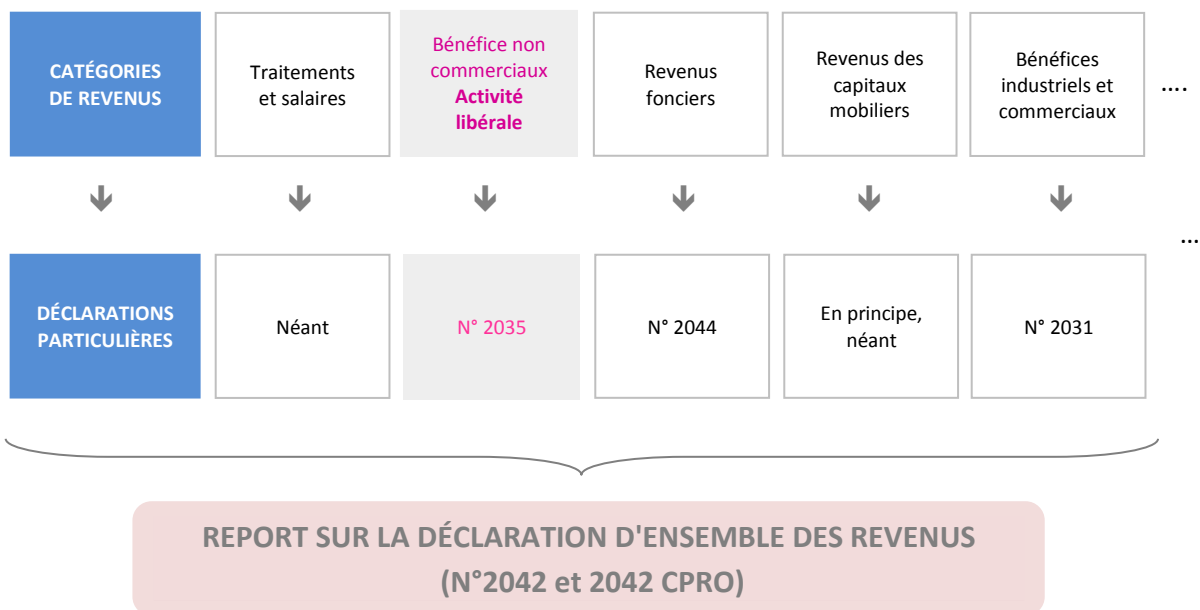 CATÉGORIES
DE REVENUS
Traitements
et salaires
Bénéfice non
commerciaux
Activité
libérale
Revenus
fonciers
Revenus des
capitaux
mobiliers
Bénéfices
industriels et
commerciaux
....
...
DÉCLARATIONS
PARTICULIÈRES
Néant
N° 2035
N° 2044
En principe,
néant
N° 2031
REPORT SUR LA DÉCLARATION D'ENSEMBLE DES REVENUS
(N°2042 et 2042 CPRO)